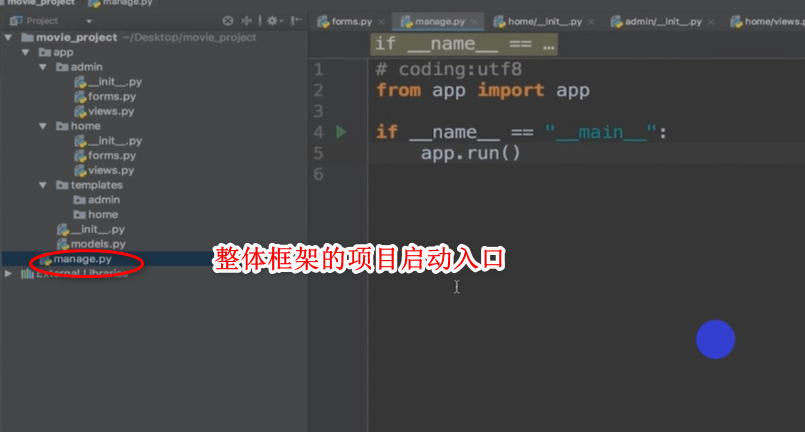 movie_project
manage.py
Project
forms.py
manage.py
home/__init__.py
admin/__init__.py
home/views.p
movie_project ~/Desktop/movie_project
app
admin
__init__.py
forms.py
views.py
home
__init__.py
forms.py
views.py
templates
admin
home
__init__.py
models.py
manage.py
External Libraries
if __name__ == ...
1 # coding:utf8
2 from app import app
3
4 if __name__ == "__main__":
5 app.run()
6
整体框架的项目启动入口